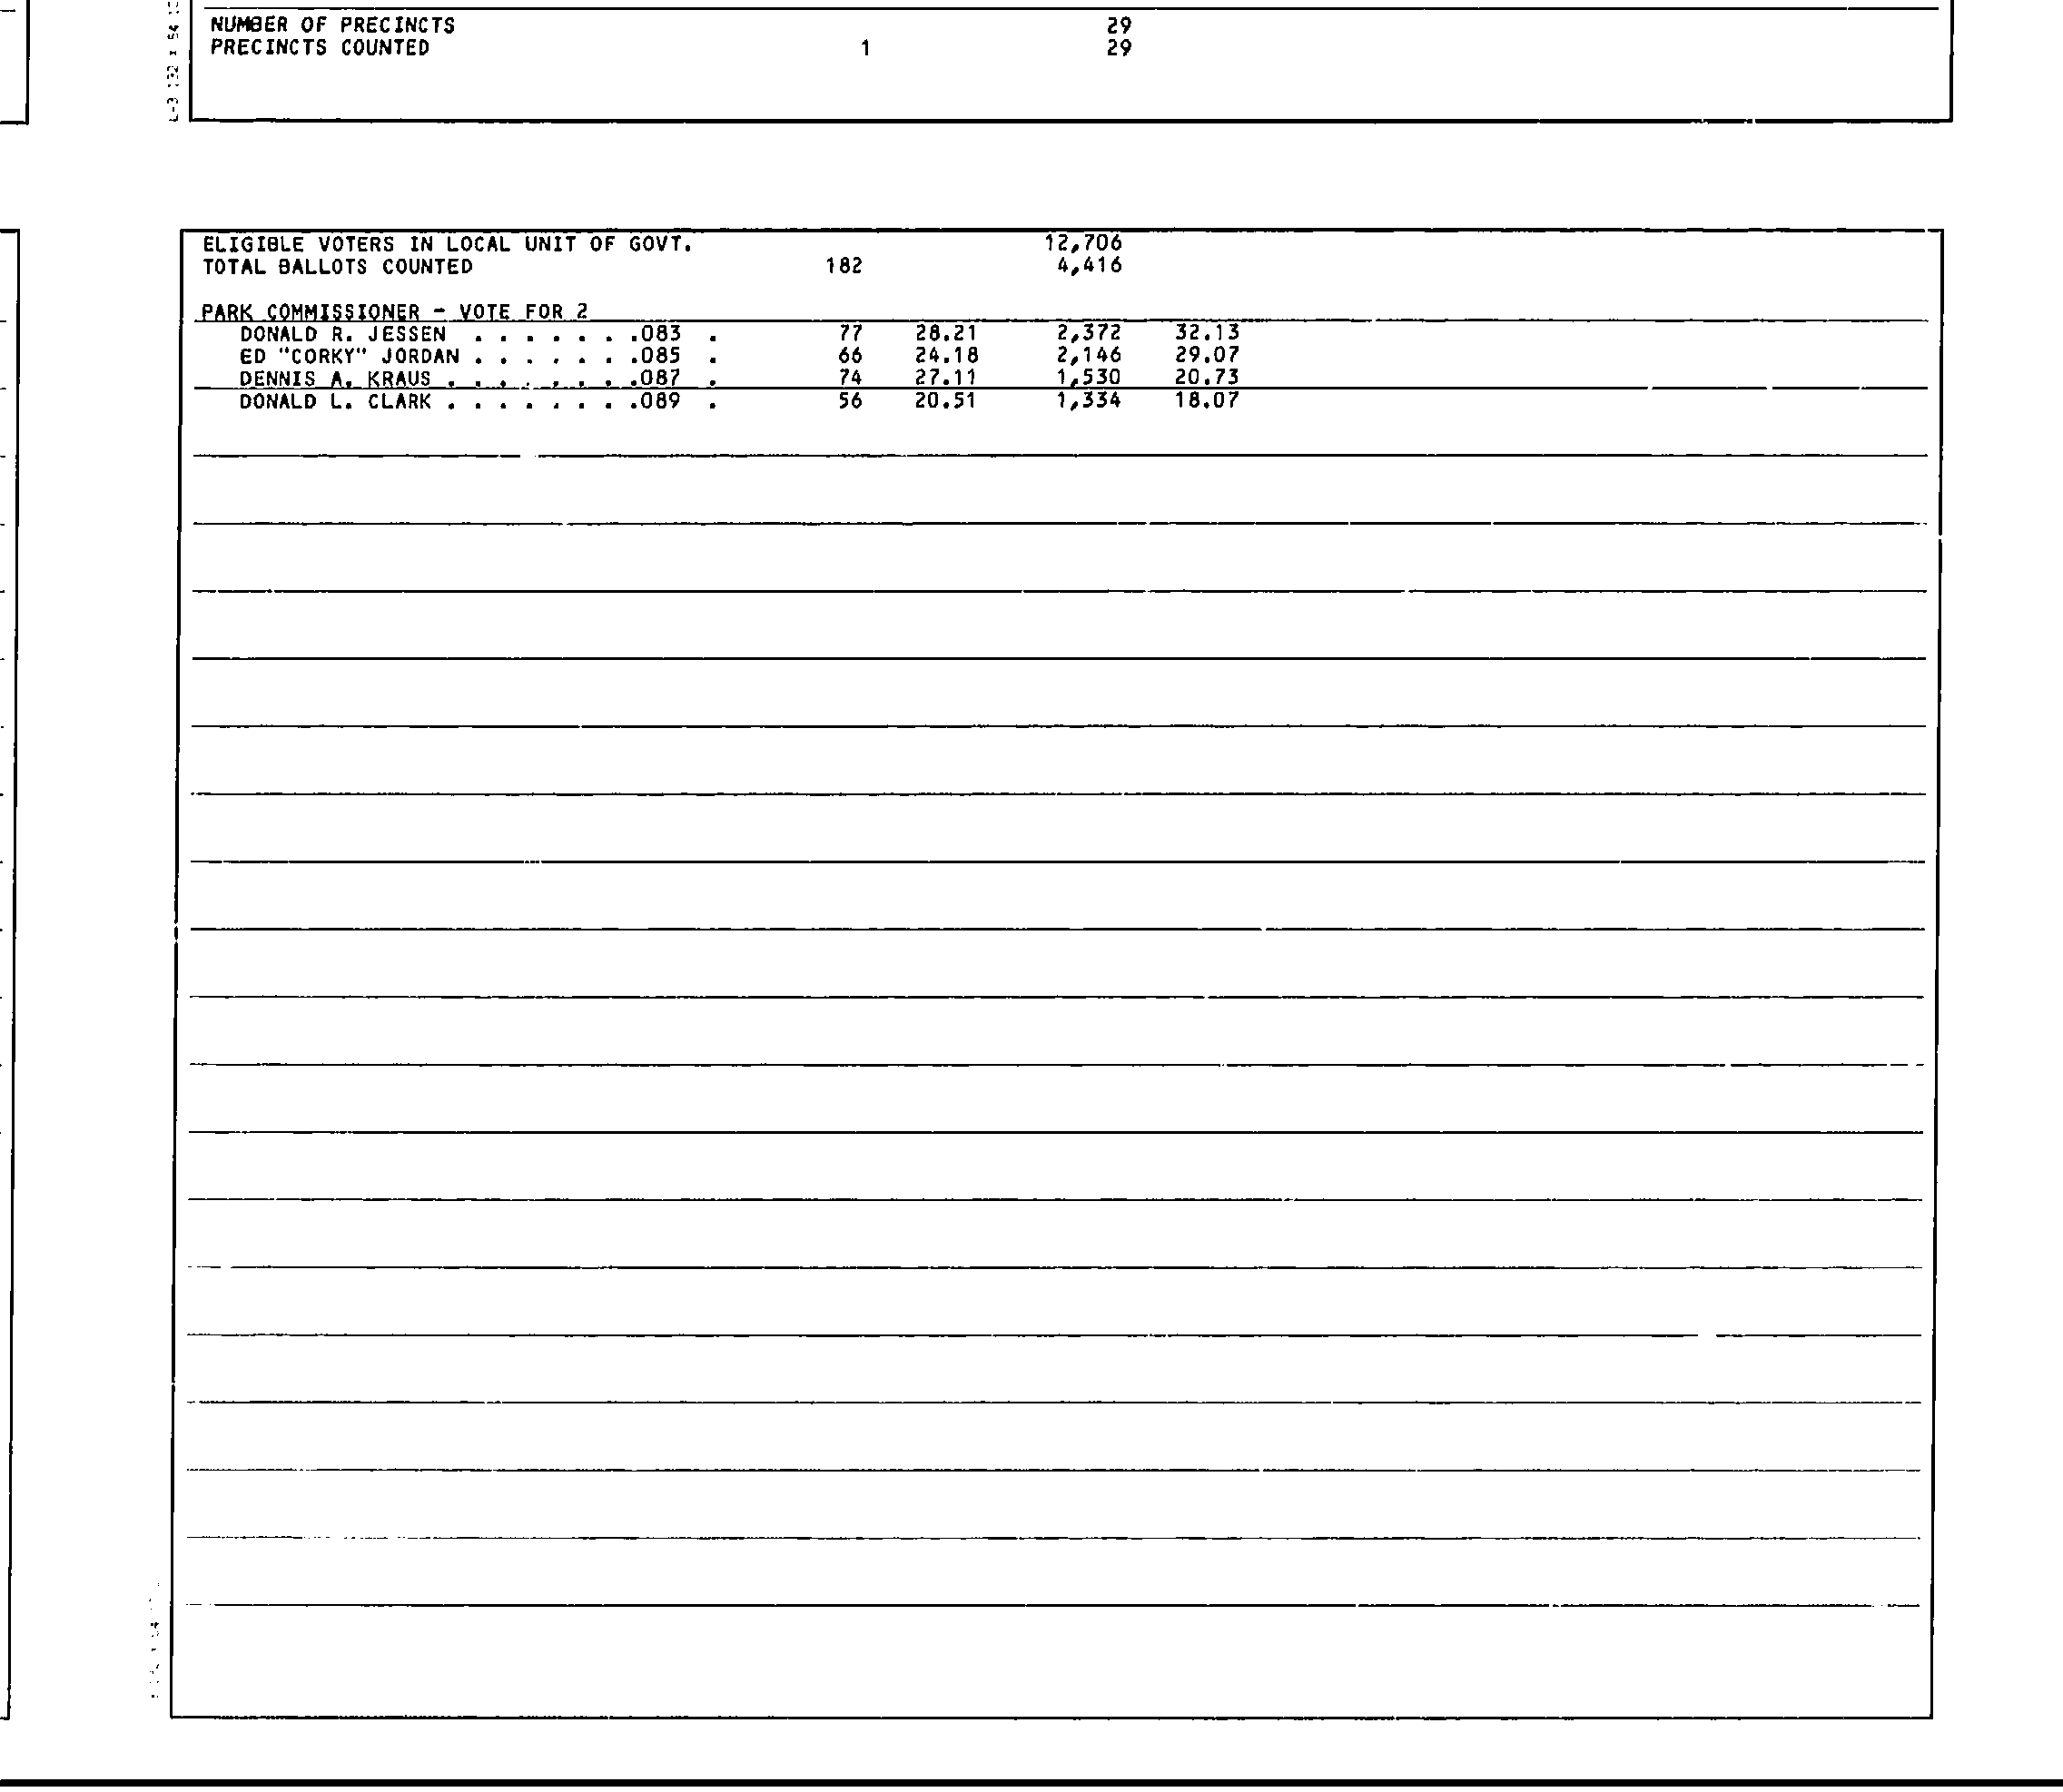 NUMBER OF PRECINCTS 29
PRECINCTS COUNTED 1 29
ELIGIBLE VOTERS IN LOCAL UNIT OF GOVT. 12,706
TOTAL BALLOTS COUNTED 182 4,416
PARK COMMISSIONER - VOTE FOR 2
DONALD R. JESSEN . . . . . . .083 . 77 28.21 2,372 32.13
ED "CORKY" JORDAN . . . . . . .085 . 66 24.18 2,146 29.07
DENNIS A. KRAUS . . . . . . . .087 . 74 27.11 1,530 20.73
DONALD L. CLARK . . . . . . . .089 . 56 20.51 1,334 18.07